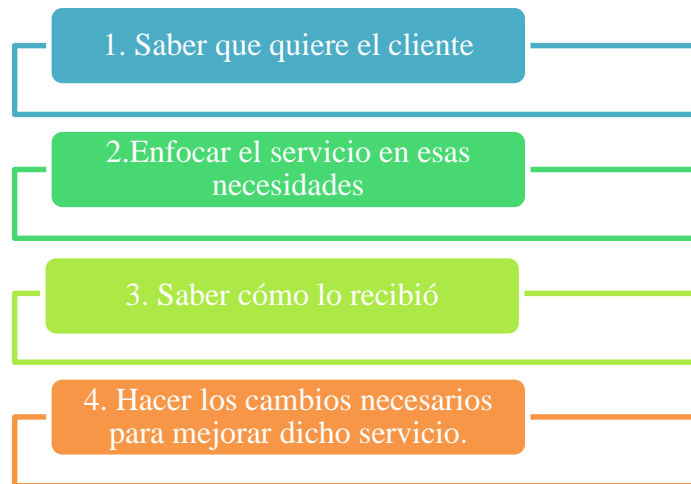 1. Saber que quiere el cliente
2.Enfocar el servicio en esas
necesidades
3. Saber cómo lo recibió
4. Hacer los cambios necesarios
para mejorar dicho servicio.